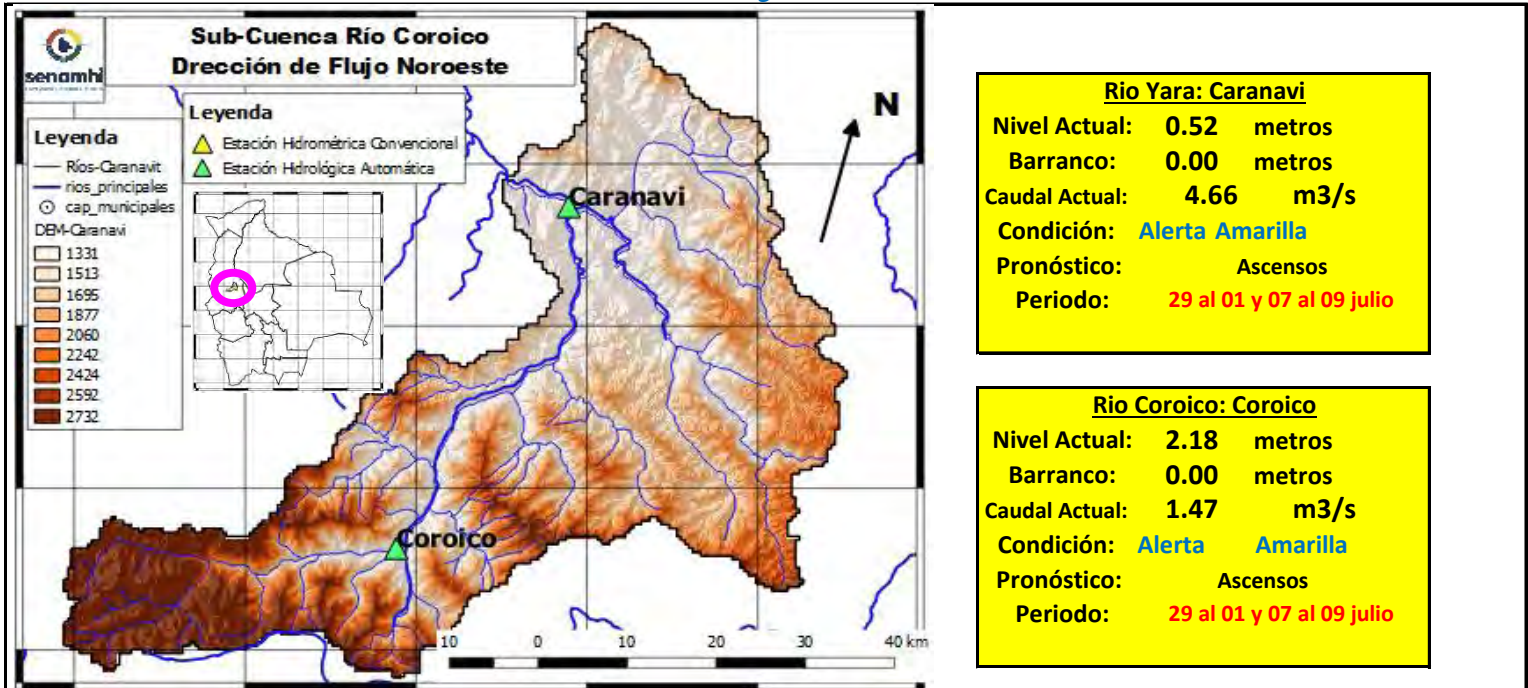 Sub-Cuenca Río Coroico
Drección de Flujo Noroeste
senamhi
Leyenda
Estación Hidrométrica Convencional
Estación Hidrológica Automática
Leyenda
Ríos-Caranavit
rios_principales
cap_municipales
DEM-Caranavi
1331
1513
1695
1877
2060
2242
2424
2592
2732
N
Caranavi
Coroico
10 0 10 20 30 40 km
Rio Yara: Caranavi
Nivel Actual: 0.52 metros
Barranco: 0.00 metros
Caudal Actual: 4.66 m3/s
Condición: Alerta Amarilla
Pronóstico: Ascensos
Periodo: 29 al 01 y 07 al 09 julio
Rio Coroico: Coroico
Nivel Actual: 2.18 metros
Barranco: 0.00 metros
Caudal Actual: 1.47 m3/s
Condición: Alerta Amarilla
Pronóstico: Ascensos
Periodo: 29 al 01 y 07 al 09 julio